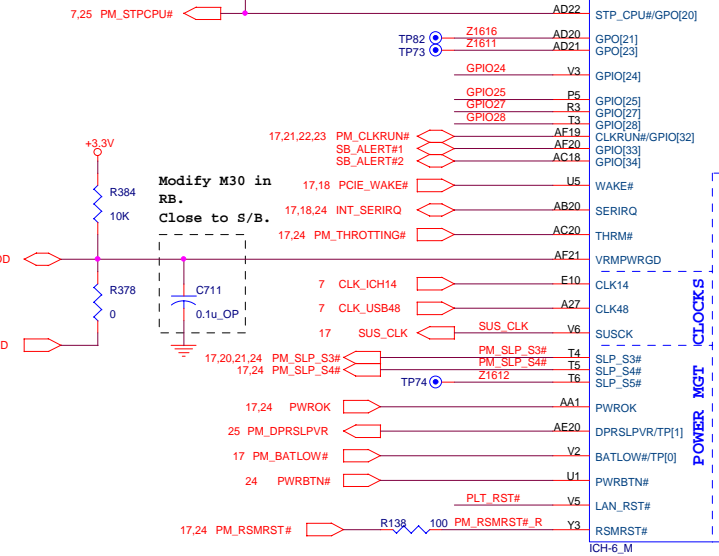 7,25 PM_STPCPU# AD22 STP_CPU#/GPO[20]
TP82 Z1616 AD20 GPO[21]
TP73 Z1611 AD21 GPO[23]
GPIO24 V3 GPIO[24]
GPIO25 P5 GPIO[25]
GPIO27 R3 GPIO[27]
GPIO28 T3 GPIO[28]
17,21,22,23 PM_CLKRUN# AF19 CLKRUN#/GPIO[32]
SB_ALERT#1 AF20 GPIO[33]
SB_ALERT#2 AC18 GPIO[34]
+3.3V
R384
10K
Modify M30 in
RB.
Close to S/B.
17,18 PCIE_WAKE# U5 WAKE#
17,18,24 INT_SERIRQ AB20 SERIRQ
17,24 PM_THROTTING# AC20 THRM#
AF21 VRMPWRGD
R378
0
C711
0.1u_OP
7 CLK_ICH14 E10 CLK14
7 CLK_USB48 A27 CLK48
17 SUS_CLK SUS_CLK V6 SUSCK
CLOCKS
17,20,21,24 PM_SLP_S3# PM_SLP_S3# T4 SLP_S3#
17,24 PM_SLP_S4# PM_SLP_S4# T5 SLP_S4#
TP74 Z1612 T6 SLP_S5#
17,24 PWROK AA1 PWROK
25 PM_DPRSLPVR AE20 DPRSLPVR/TP[1]
17 PM_BATLOW# V2 BATLOW#/TP[0]
24 PWRBTN# U1 PWRBTN#
PLT_RST# V5 LAN_RST#
17,24 PM_RSMRST# R138 100 PM_RSMRST#_R Y3 RSMRST#
POWER MGT
ICH-6_M